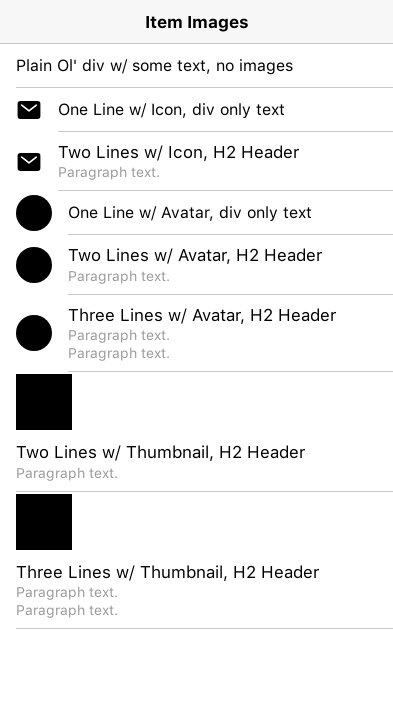 Item Images
Plain Ol' div w/ some text, no images
One Line w/ Icon, div only text
Two Lines w/ Icon, H2 Header
Paragraph text.
One Line w/ Avatar, div only text
Two Lines w/ Avatar, H2 Header
Paragraph text.
Three Lines w/ Avatar, H2 Header
Paragraph text.
Paragraph text.
Two Lines w/ Thumbnail, H2 Header
Paragraph text.
Three Lines w/ Thumbnail, H2 Header
Paragraph text.
Paragraph text.